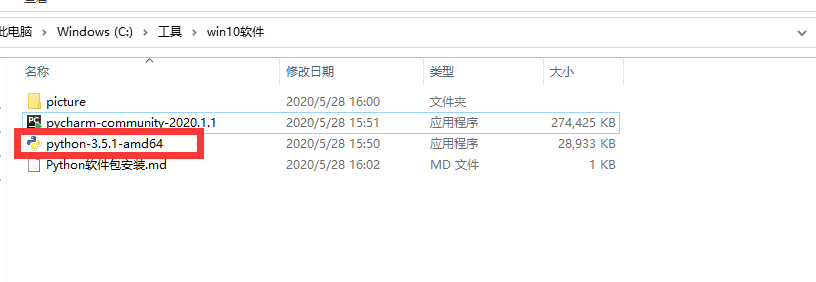 此电脑 Windows (C:) 工具 win10软件
名称 修改日期 类型 大小
picture 2020/5/28 16:00 文件夹
pycharm-community-2020.1.1 2020/5/28 15:51 应用程序 274,425 KB
python-3.5.1-amd64 2020/5/28 15:50 应用程序 28,933 KB
Python软件包安装.md 2020/5/28 16:02 MD 文件 1 KB